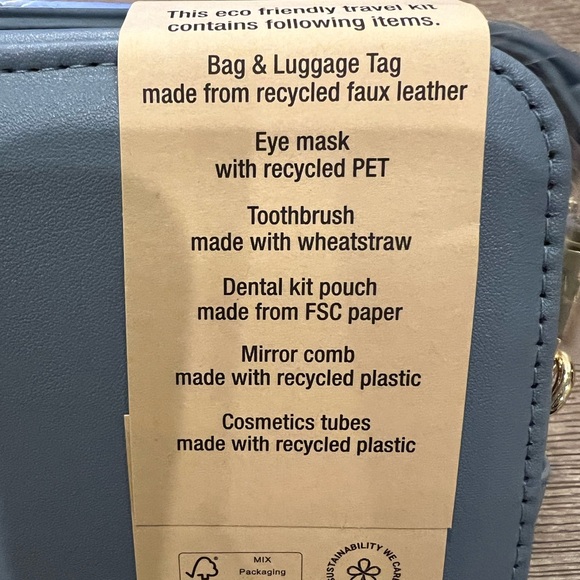 This eco friendly travel kit
contains following items.
Bag & Luggage Tag
made from recycled faux leather
Eye mask
with recycled PET
Toothbrush
made with wheatstraw
Dental kit pouch
made from FSC paper
Mirror comb
made with recycled plastic
Cosmetics tubes
made with recycled plastic
MIX
Packaging
SUSTAINABILITY WE CAN